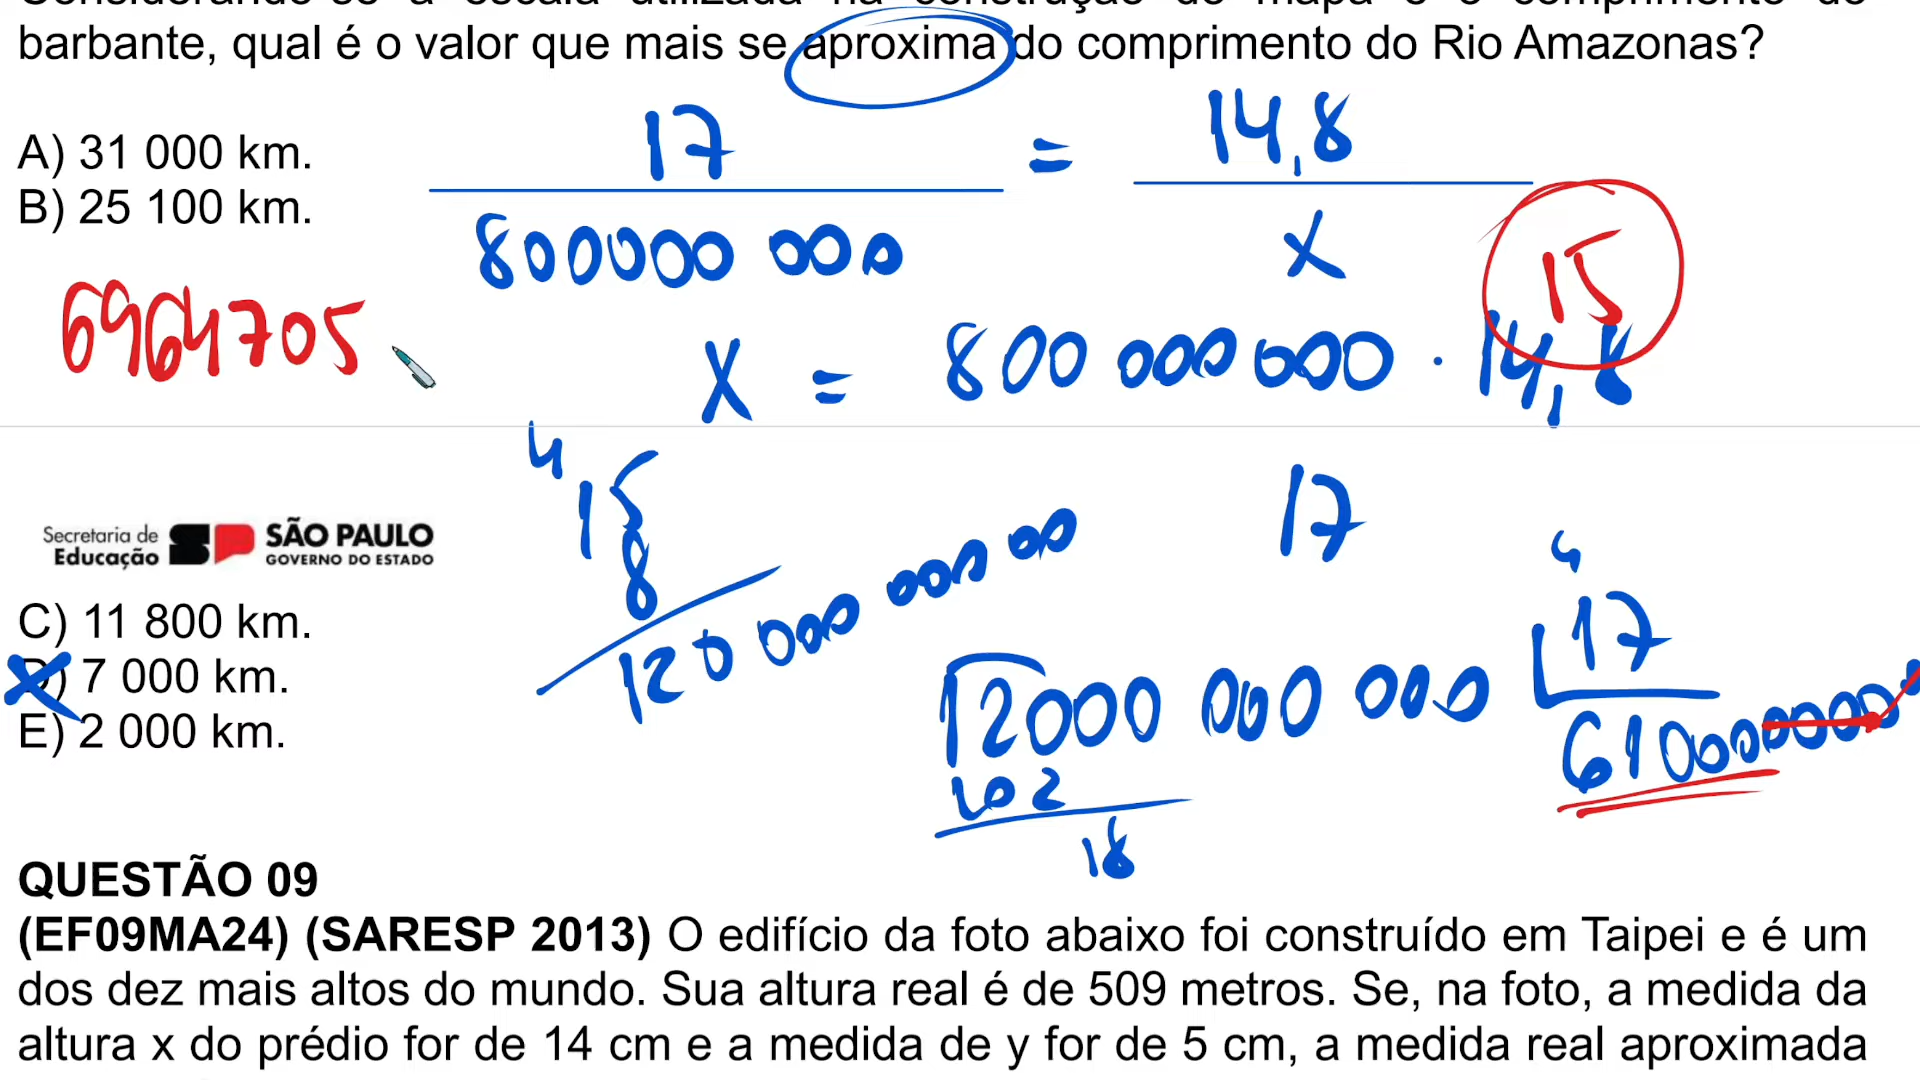 barbante, qual é o valor que mais se aproxima do comprimento do Rio Amazonas?
17 = 14,8
A) 31 000 km.
B) 25 100 km.
800000 000 x
15
6964705
x = 800 000 000 · 14,8
4
15
17
8
Secretaria de
Educação
SÃO PAULO
GOVERNO DO ESTADO
120 000 000 00
4
17
C) 11 800 km.
7 000 km.
E) 2 000 km.
12000 000 000
102
18
QUESTÃO 09
(EF09MA24) (SARESP 2013) O edifício da foto abaixo foi construído em Taipei e é um
dos dez mais altos do mundo. Sua altura real é de 509 metros. Se, na foto, a medida da
altura x do prédio for de 14 cm e a medida de y for de 5 cm, a medida real aproximada